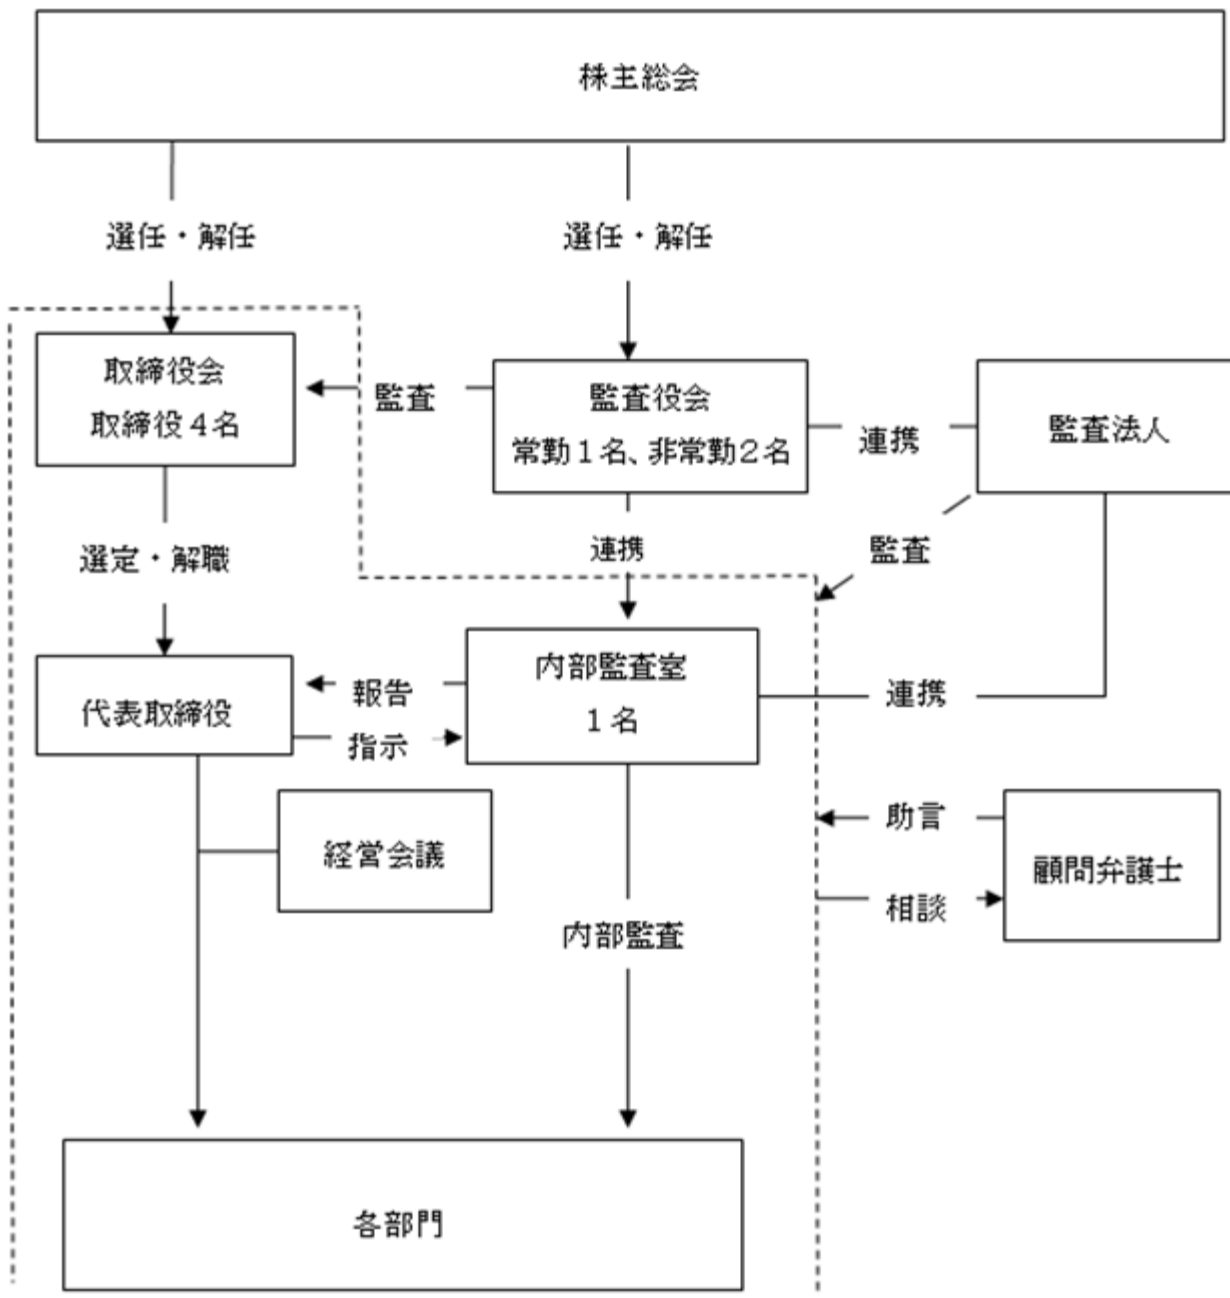 株主総会
選任・解任
選任・解任
取締役会
取締役４名
監査
監査役会
常勤１名、非常勤２名
連携
監査法人
選定・解職
連携
監査
代表取締役
報告
指示
内部監査室
１名
連携
経営会議
助言
相談
顧問弁護士
内部監査
各部門